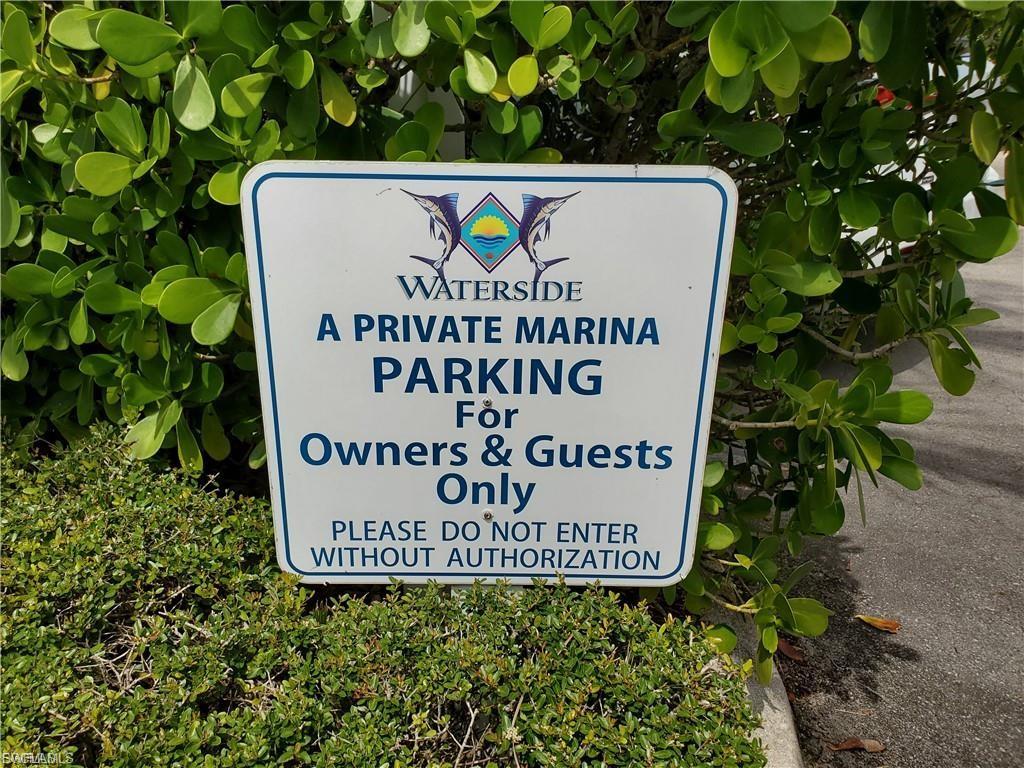 WATERSIDE
A PRIVATE MARINA
PARKING
For
Owners & Guests
Only
PLEASE DO NOT ENTER
WITHOUT AUTHORIZATION